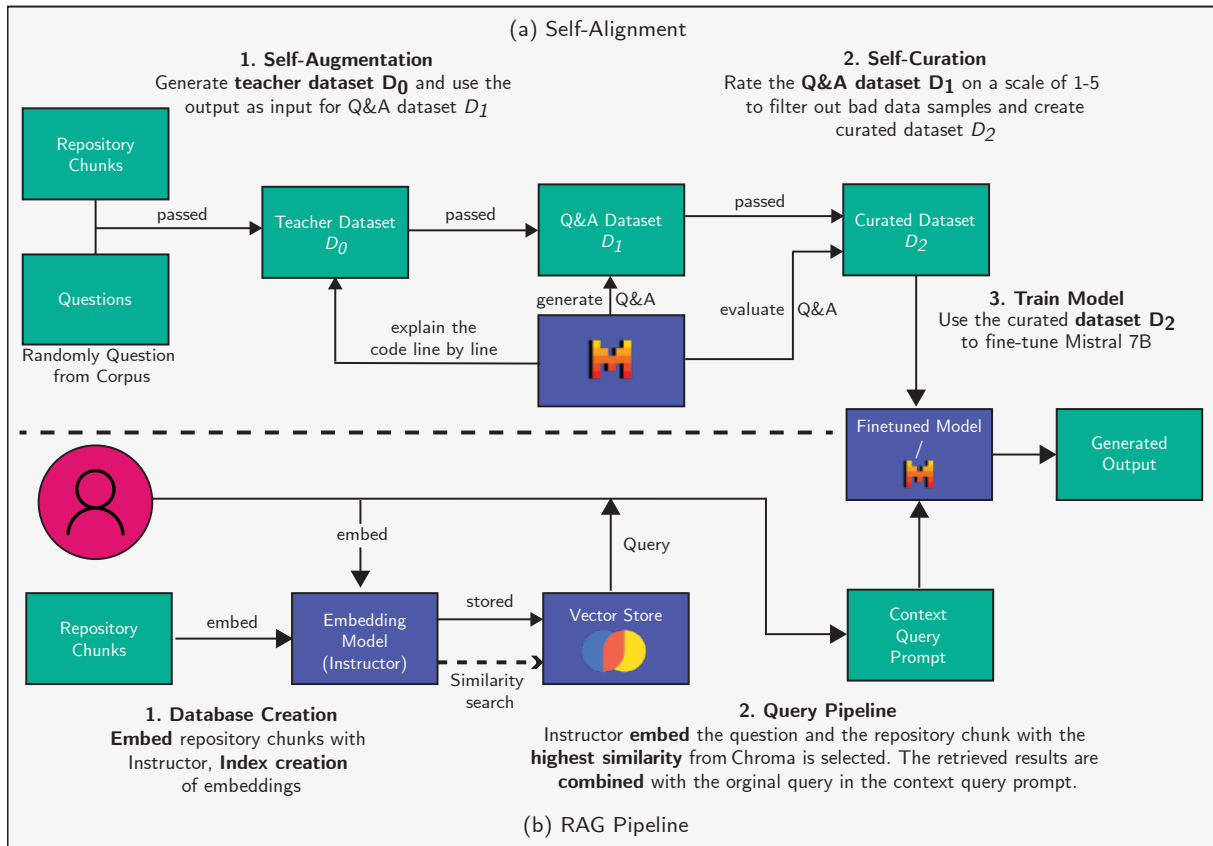 (a) Self-Alignment
1. Self-Augmentation
Generate teacher dataset D0 and use the
output as input for Q&A dataset D1
2. Self-Curation
Rate the Q&A dataset D1 on a scale of 1-5
to filter out bad data samples and create
curated dataset D2
Repository
Chunks
passed
Teacher Dataset
D0
passed
Q&A Dataset
D1
passed
Curated Dataset
D2
Questions
Randomly Question
from Corpus
explain the
code line by line
generate Q&A
evaluate Q&A
3. Train Model
Use the curated dataset D2
to fine-tune Mistral 7B
Finetuned Model
/
Generated
Output
embed
Query
Repository
Chunks
embed
Embedding
Model
(Instructor)
stored
Similarity
search
Vector Store
Context
Query
Prompt
1. Database Creation
Embed repository chunks with
Instructor, Index creation
of embeddings
2. Query Pipeline
Instructor embed the question and the repository chunk with the
highest similarity from Chroma is selected. The retrieved results are
combined with the orginal query in the context query prompt.
(b) RAG Pipeline